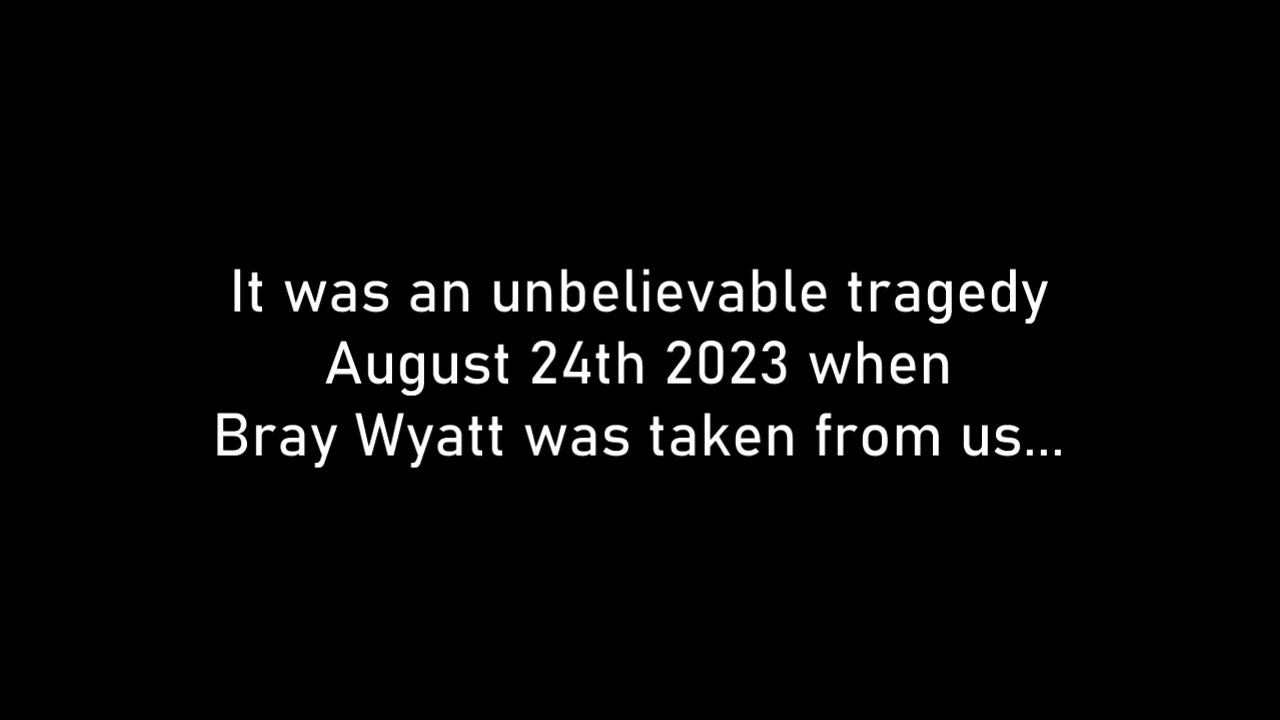 It was an unbelievable tragedy
August 24th 2023 when
Bray Wyatt was taken from us...